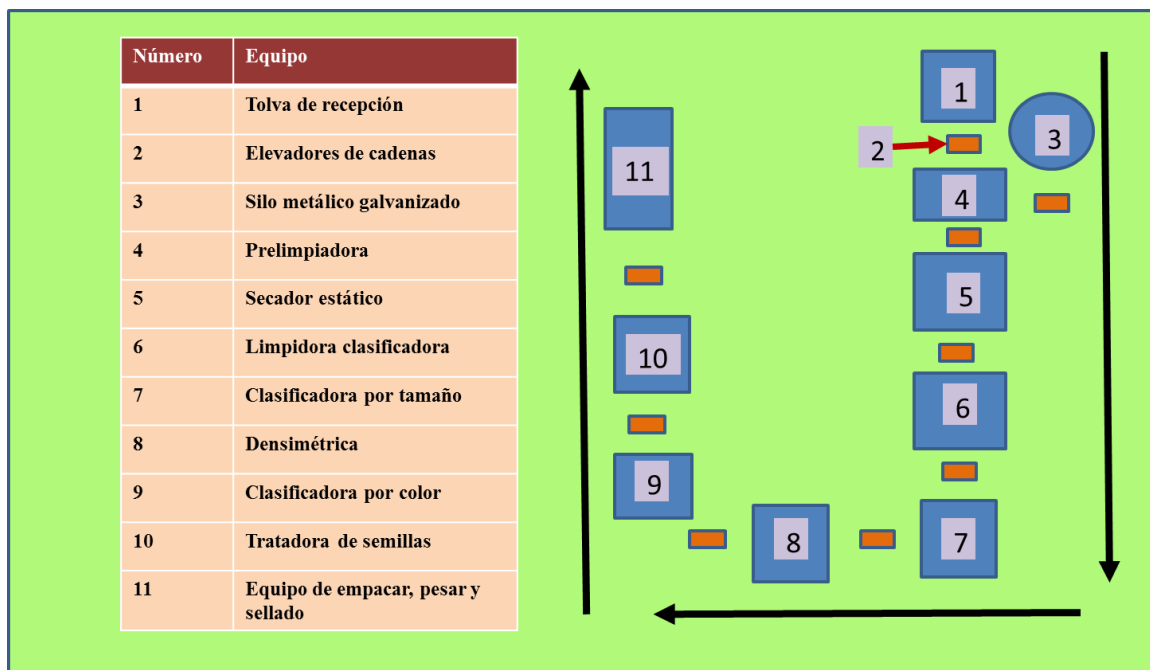 Número Equipo
1 Tolva de recepción
2 Elevadores de cadenas
3 Silo metálico galvanizado
4 Prelimpiadora
5 Secador estático
6 Limpidora clasificadora
7 Clasificadora por tamaño
8 Densimétrica
9 Clasificadora por color
10 Tratadora de semillas
11 Equipo de empacar, pesar y
sellado
1
3
2
11
4
5
10
6
9
8
7